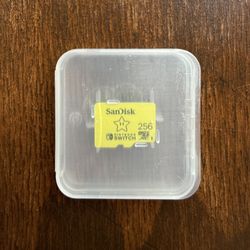 SanDisk
256
NINTENDO
SWITCH